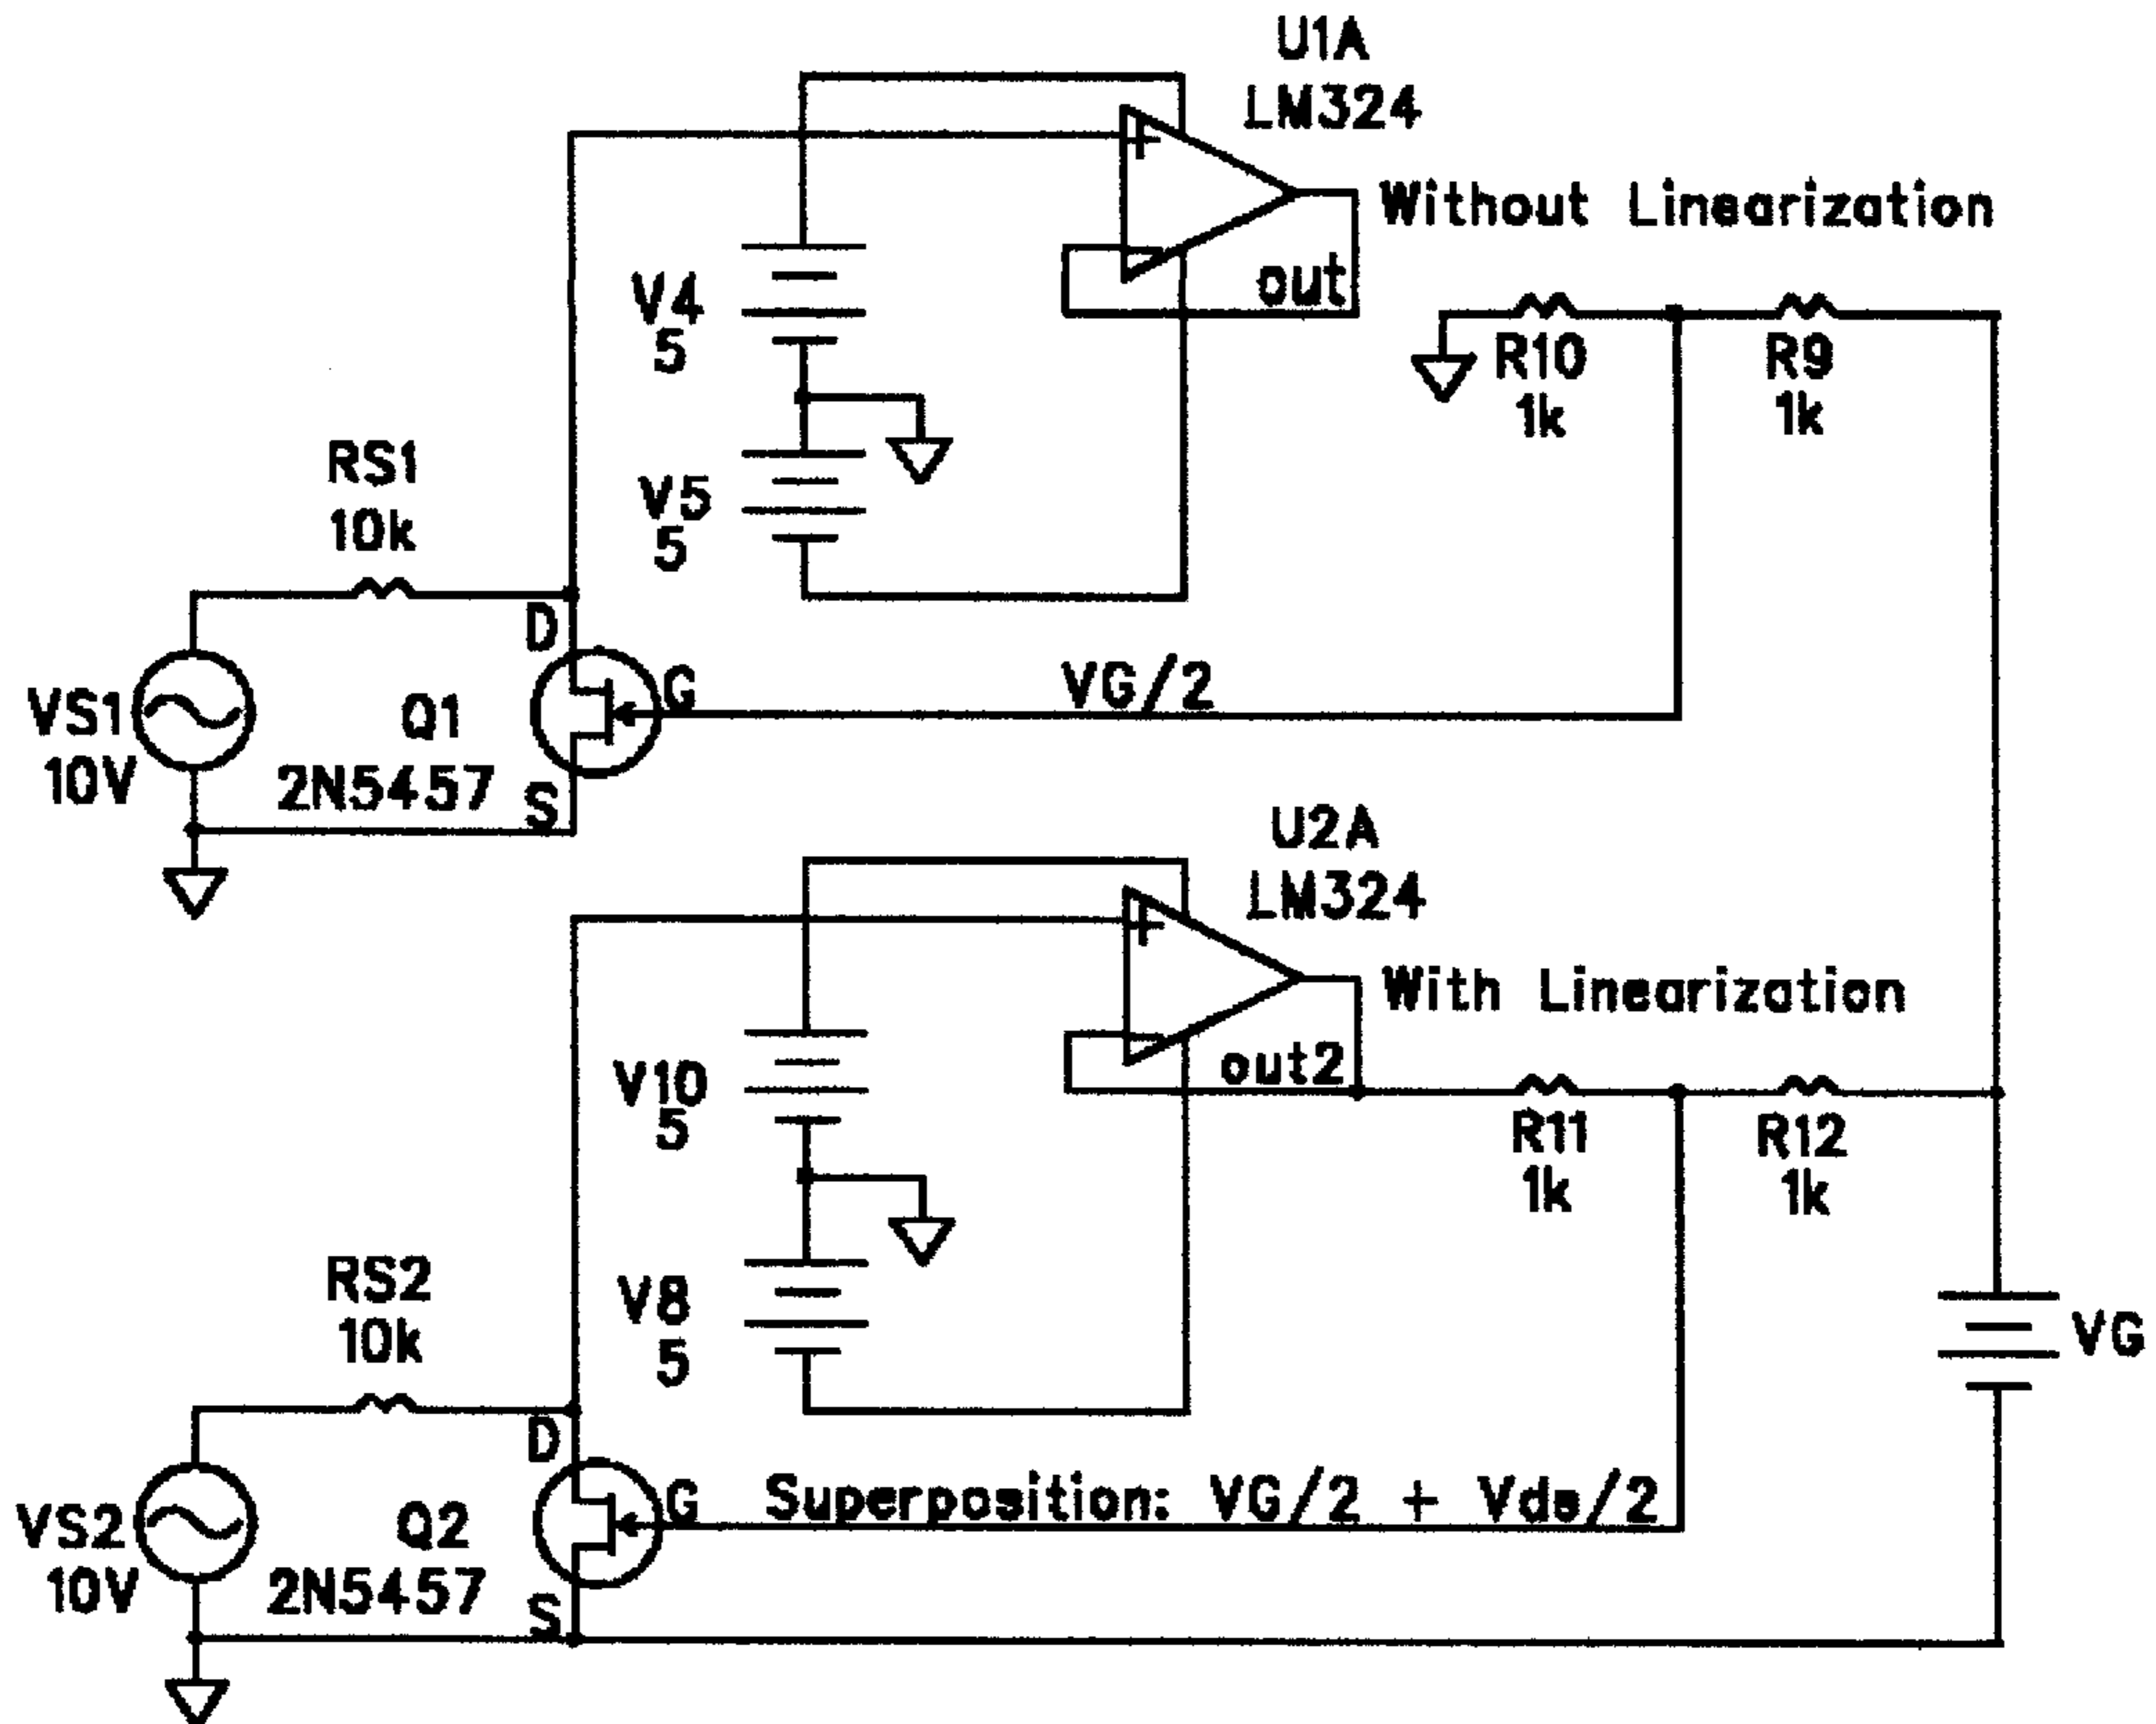 U1A
LM324
+
Without Linearization
out
V4
5
R10
1k
R9
1k
V5
5
RS1
10k
D
G
VG/2
VS1
10V
Q1
2N5457
S
U2A
LM324
+
With Linearization
out2
V10
5
R11
1k
R12
1k
RS2
10k
V8
5
VG
D
G
Superposition: VG/2 + Vds/2
VS2
10V
Q2
2N5457
S